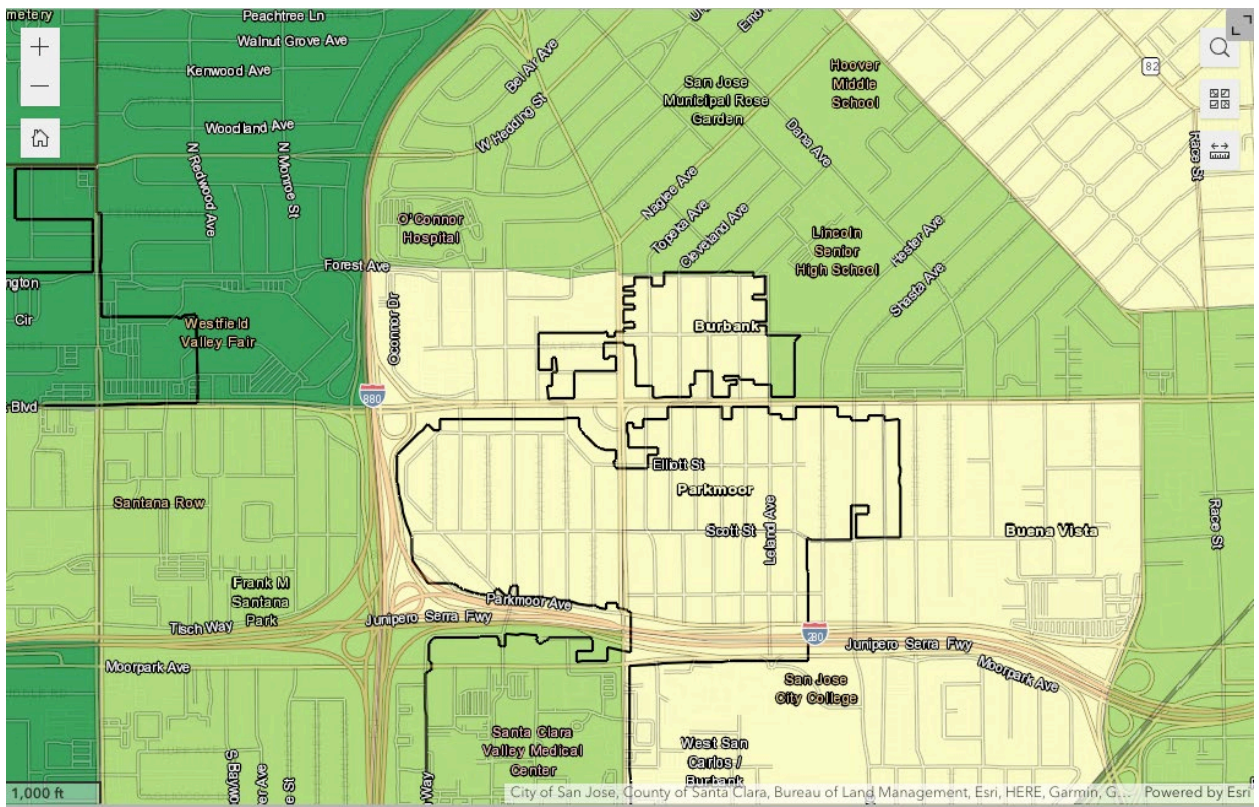 metery
Peachtree Ln
Walnut Grove Ave
Kenwood Ave
Woodland Ave
N Redwood Ave
N Monroe St
Bel Air Ave
W Hedding St
San Jose
Municipal Rose
Garden
Hoover
Middle
School
82
Race St
Dana Ave
Naglee Ave
Topeka Ave
Cleveland Ave
O'Connor
Hospital
Lincoln
Senior
High School
Hester Ave
Shasta Ave
Forest Ave
ngton
Cir
Westfield
Valley Fair
Oconnor Dr
Burbank
880
Blvd
Elliott St
Santana Row
Parkmoor
Leland Ave
Scott St
Buena Vista
Race St
Frank M
Santana
Park
Parkmoor Ave
Tisch Way
Junipero Serra Fwy
280
Junipero Serra Fwy
Moorpark Ave
Moorpark Ave
San Jose
City College
Santa Clara
Valley Medical
Center
West San
Carlos /
Burbank
S Baywo
r Ave
e St
Way
1,000 ft
City of San Jose, County of Santa Clara, Bureau of Land Management, Esri, HERE, Garmin, G... Powered by Esri